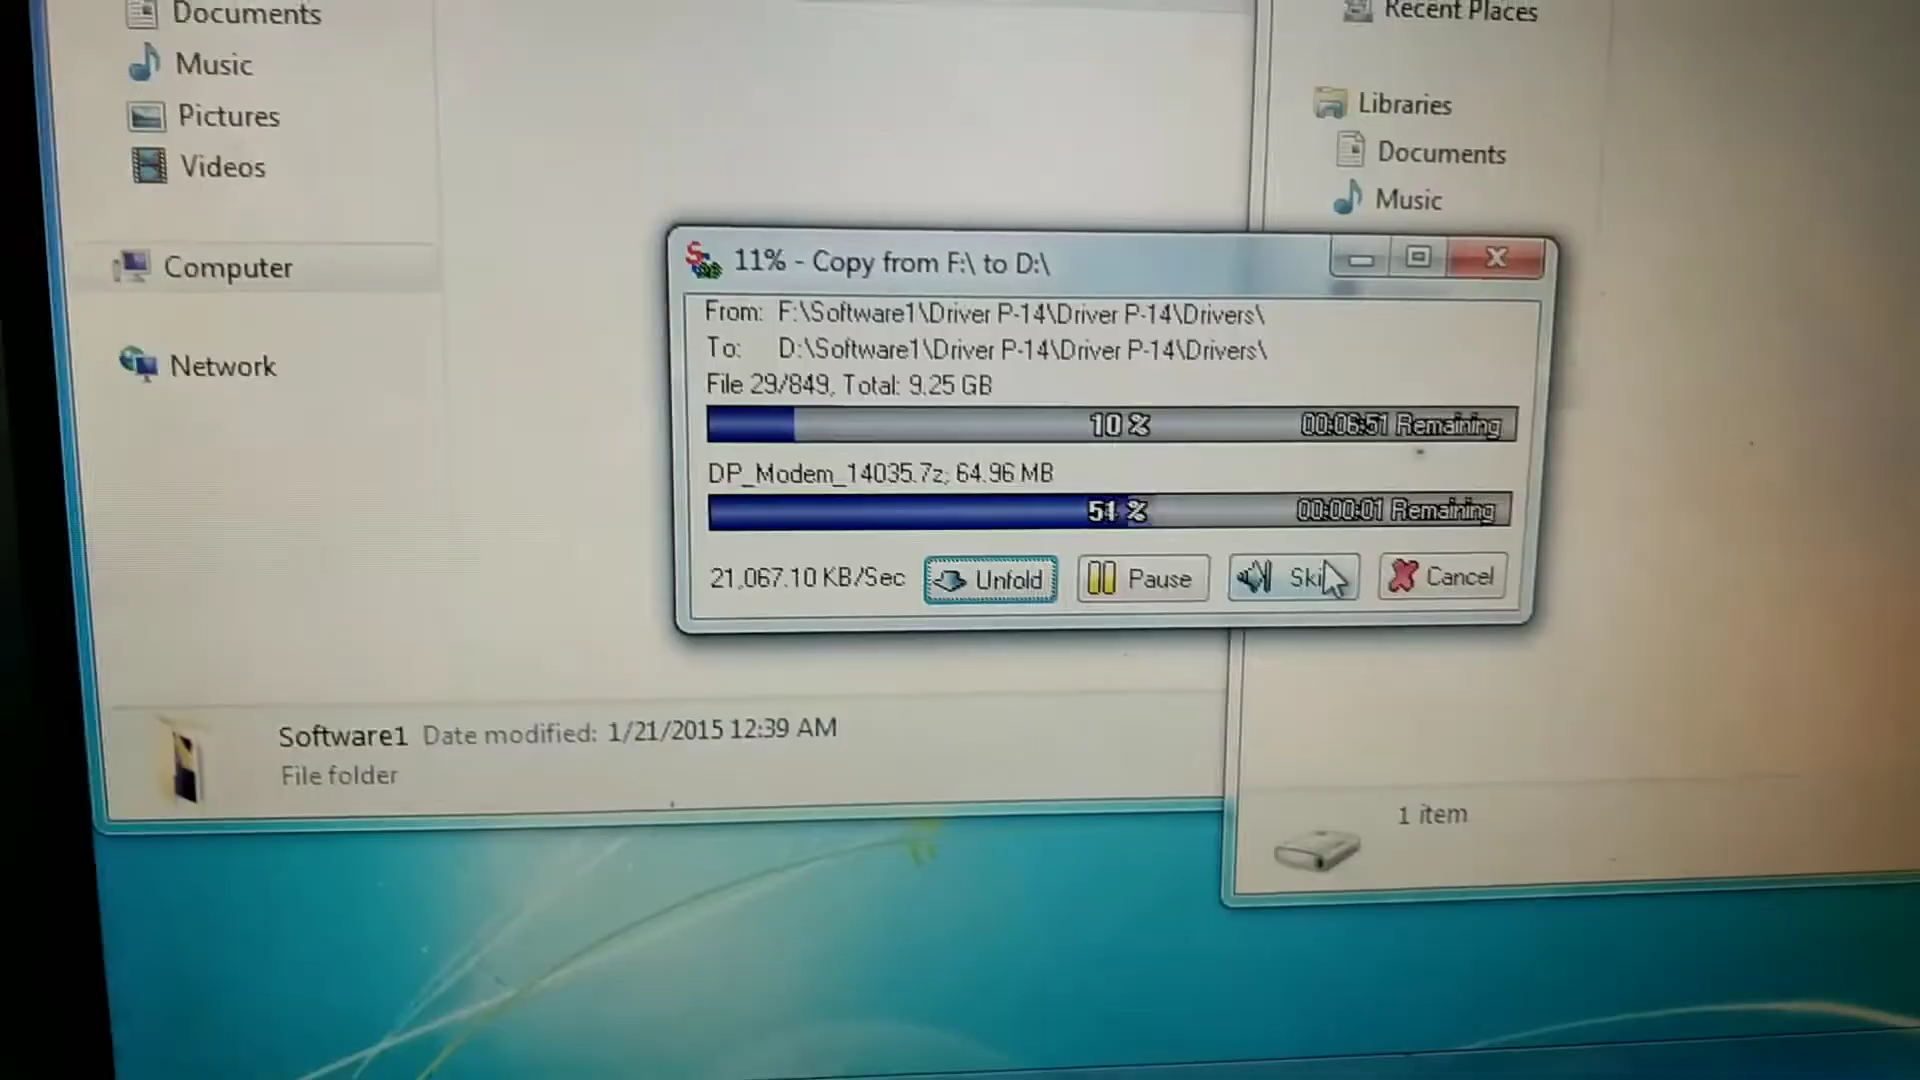 Documents
Music
Pictures
Videos
Computer
Network
Recent Places
Libraries
Documents
Music
11% - Copy from F:\ to D:\
From: F:\Software1\Driver P-14\Driver P-14\Drivers\
To: D:\Software1\Driver P-14\Driver P-14\Drivers\
File 29/849, Total: 9.25 GB
10 % 00:06:51 Remaining
DP_Modem_14035.7z; 64.96 MB
51 % 00:00:01 Remaining
21,067.10 KB/Sec Unfold Pause Ski Cancel
Software1 Date modified: 1/21/2015 12:39 AM
File folder
1 item